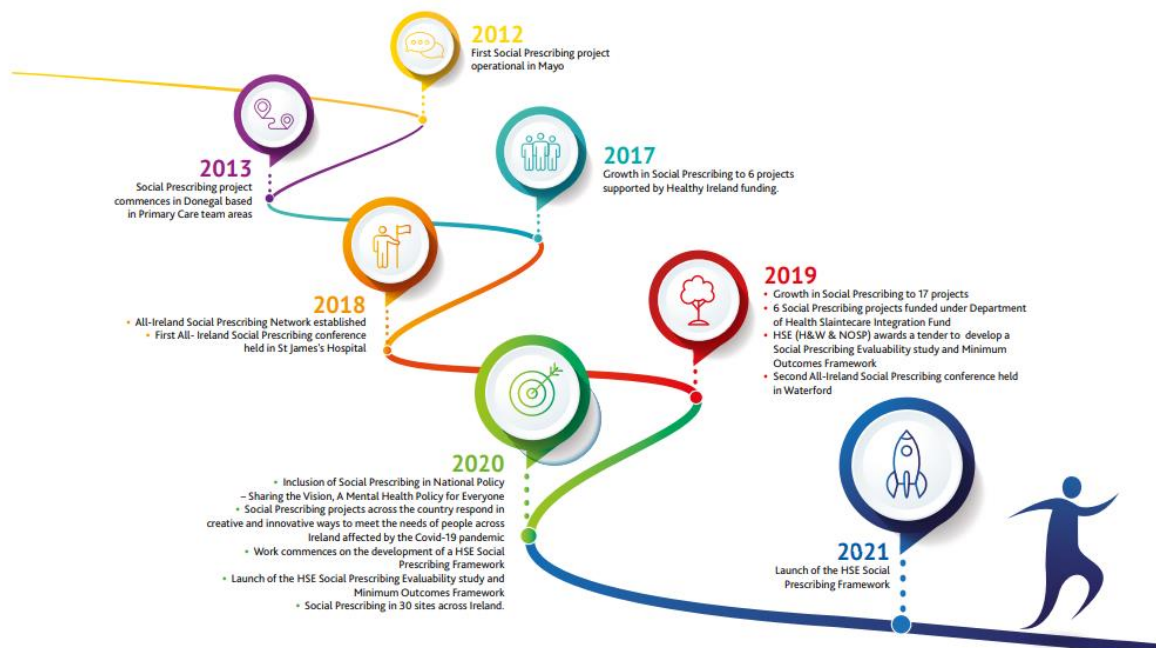 2012
First Social Prescribing project
operational in Mayo
2013
Social Prescribing project
commences in Donegal based
in Primary Care team areas
2017
Growth in Social Prescribing to 6 projects
supported by Healthy Ireland funding.
2018
• All-Ireland Social Prescribing Network established
• First All- Ireland Social Prescribing conference
held in St James's Hospital
2019
• Growth in Social Prescribing to 17 projects
• 6 Social Prescribing projects funded under Department
of Health Slaintecare Integration Fund
• HSE (H&W & NOSP) awards a tender to develop a
Social Prescribing Evaluability study and Minimum
Outcomes Framework
• Second All-Ireland Social Prescribing conference held
in Waterford
2020
• Inclusion of Social Prescribing in National Policy
– Sharing the Vision, A Mental Health Policy for Everyone
• Social Prescribing projects across the country respond in
creative and innovative ways to meet the needs of people across
Ireland affected by the Covid-19 pandemic
• Work commences on the development of a HSE Social
Prescribing Framework
• Launch of the HSE Social Prescribing Evaluability study and
Minimum Outcomes Framework
• Social Prescribing in 30 sites across Ireland.
2021
Launch of the HSE Social
Prescribing Framework